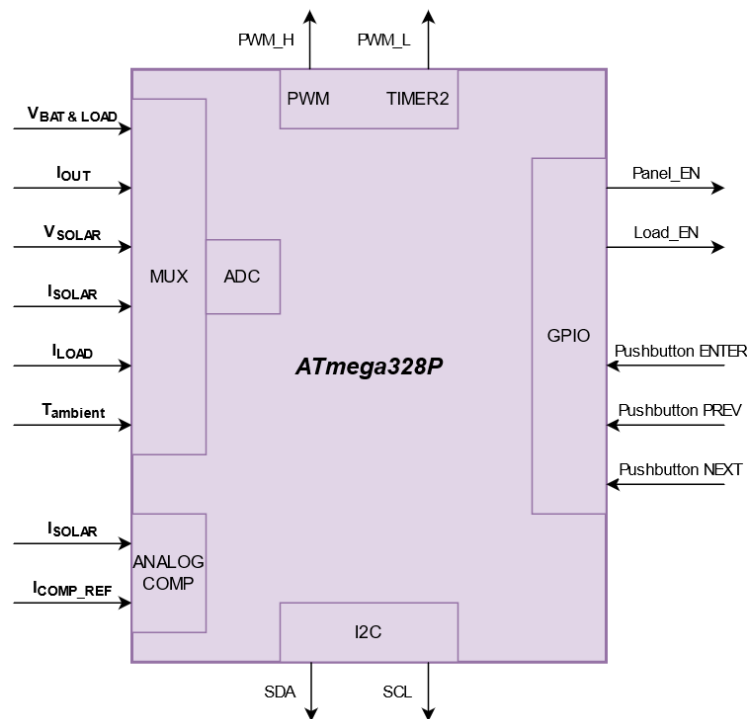 PWM_H PWM_L
PWM TIMER2
VBAT & LOAD
IOUT
VSOLAR
ISOLAR
ILOAD
Tambient
MUX
ADC
ATmega328P
GPIO
Panel_EN
Load_EN
Pushbutton ENTER
Pushbutton PREV
Pushbutton NEXT
ISOLAR
ICOMP_REF
ANALOG
COMP
I2C
SDA SCL